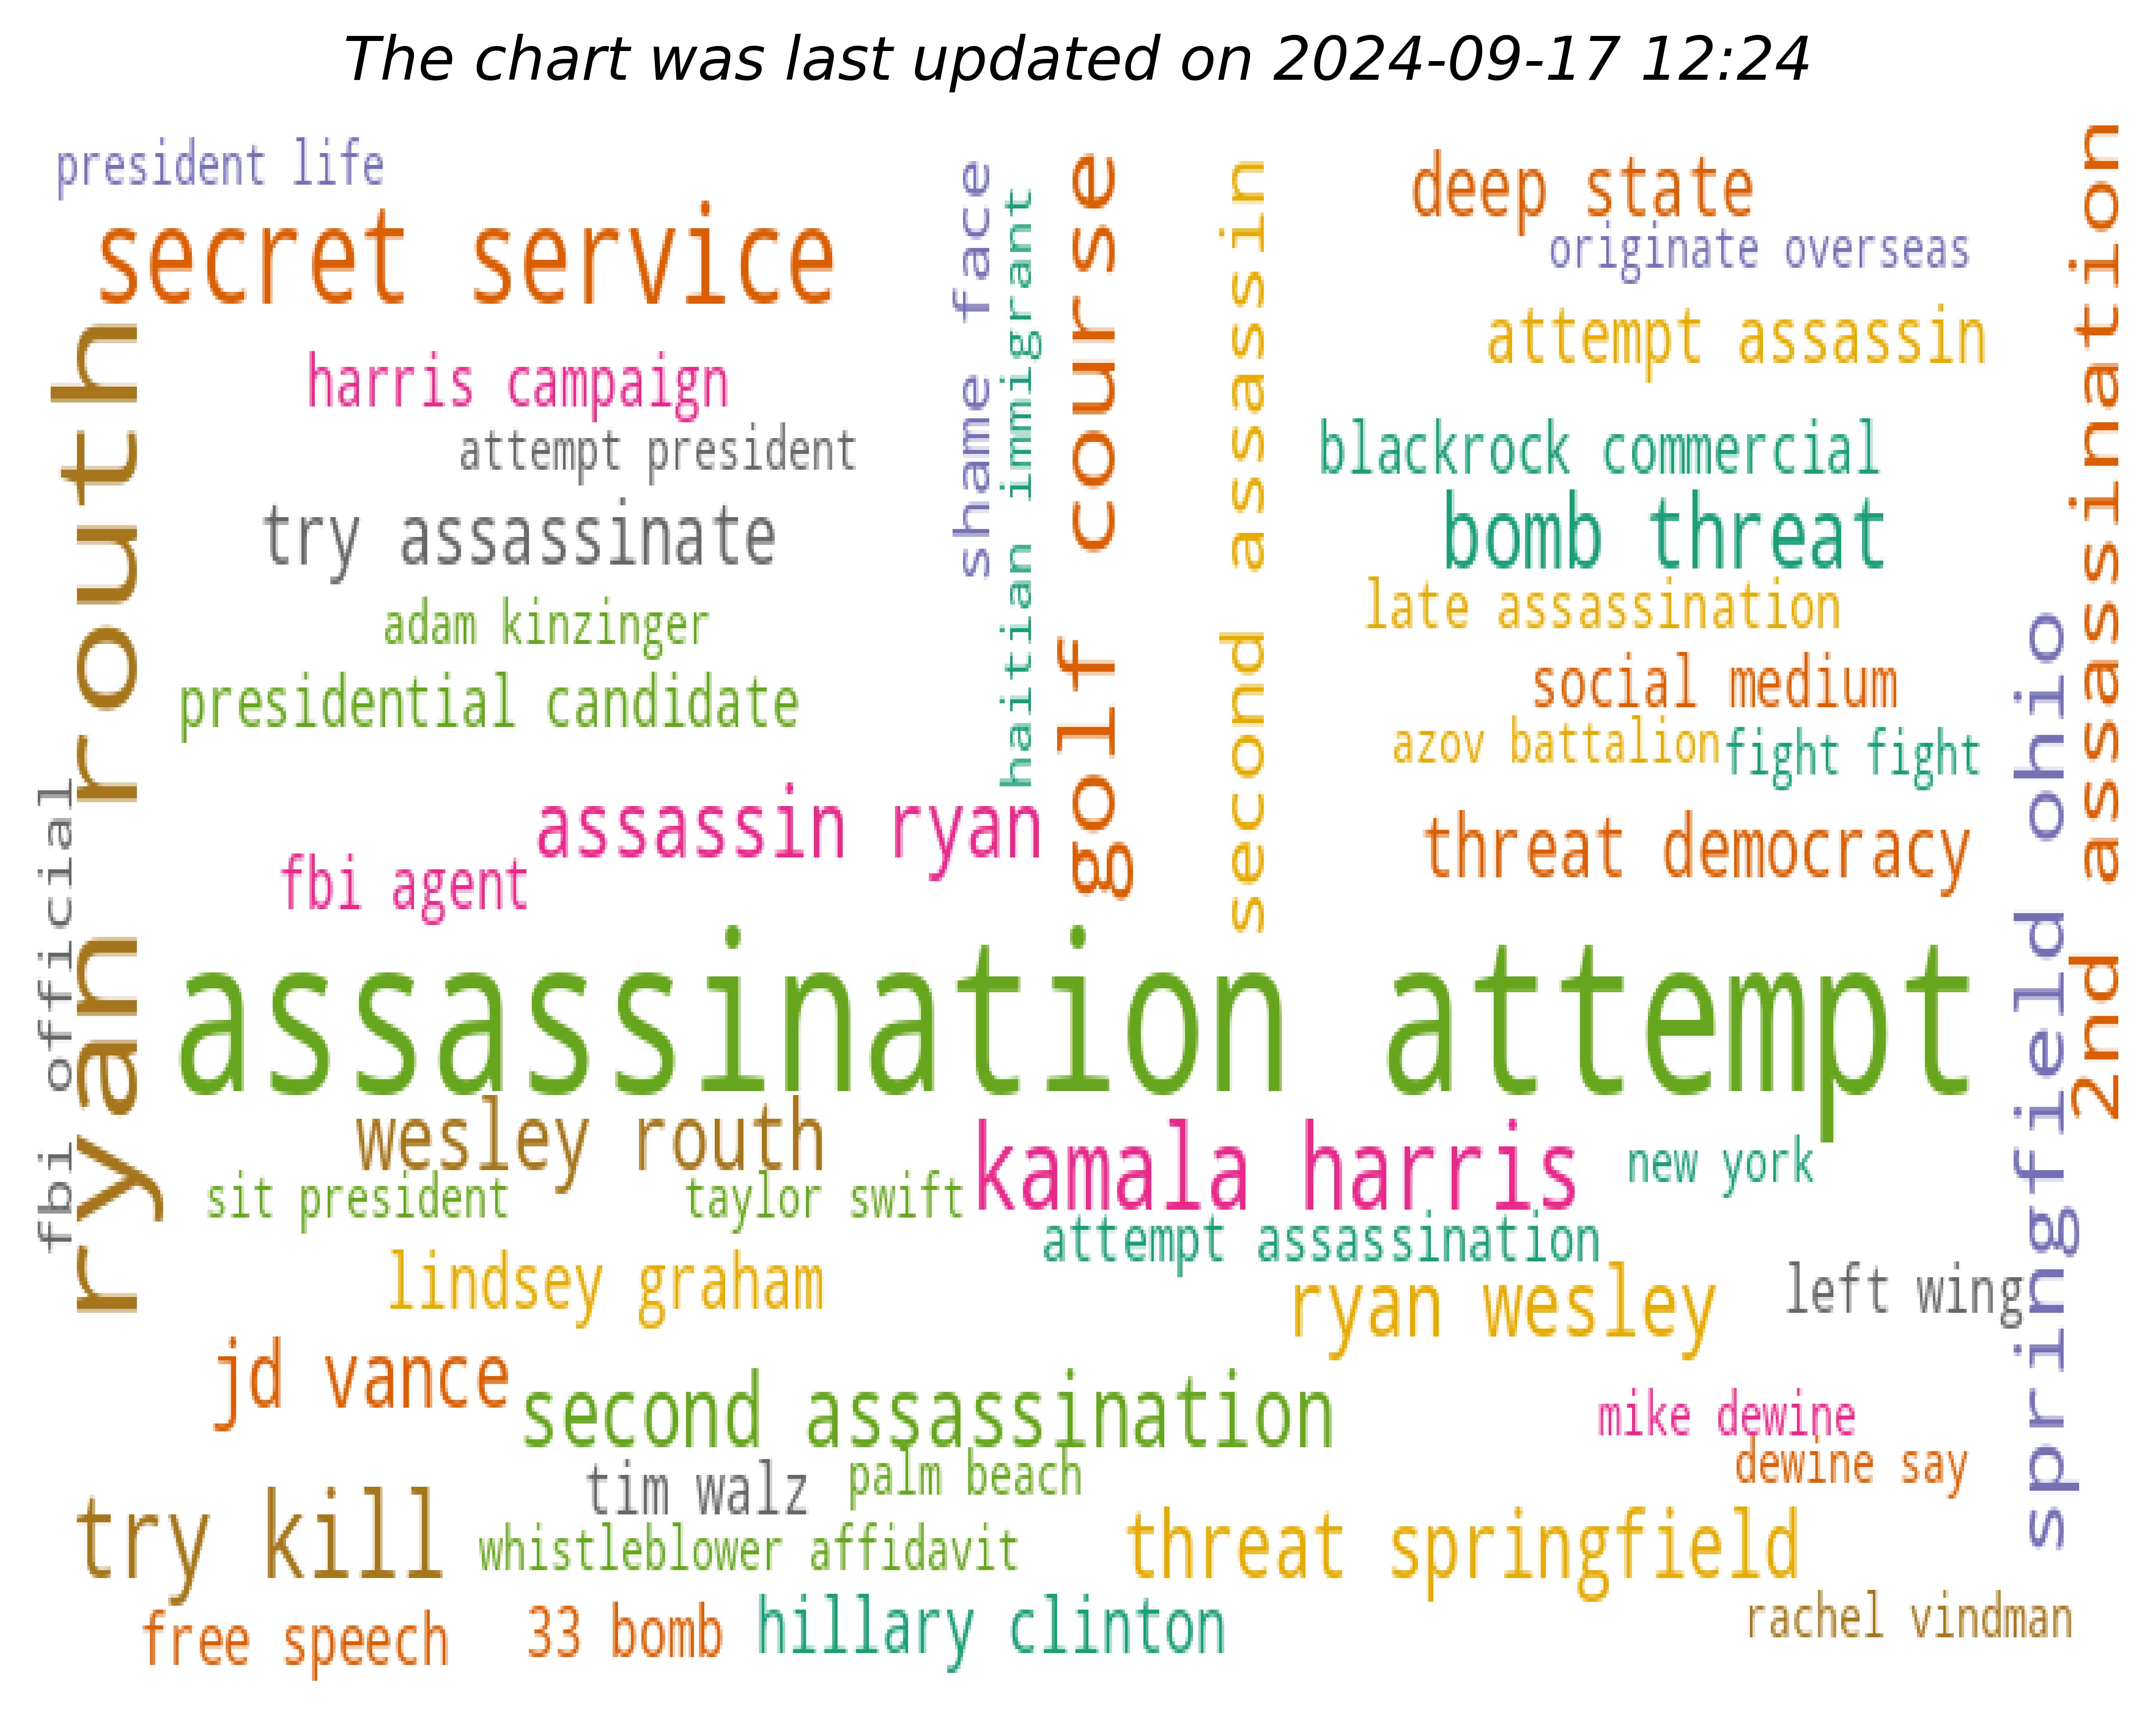 The chart was last updated on 2024-09-17 12:24
president life
secret service
ryan routh
harris campaign
attempt president
try assassinate
adam kinzinger
presidential candidate
fbi official
assassin ryan
fbi agent
shame face
haitian immigrant
golf course
second assassin
deep state
originate overseas
attempt assassin
blackrock commercial
bomb threat
late assassination
social medium
azov battalion
fight fight
threat democracy
springfield ohio
2nd assassination
assassination attempt
wesley routh
kamala harris
new york
sit president
taylor swift
attempt assassination
lindsey graham
ryan wesley
left wing
jd vance
second assassination
mike dewine
dewine say
tim walz
palm beach
try kill
whistleblower affidavit
threat springfield
free speech
33 bomb
hillary clinton
rachel vindman